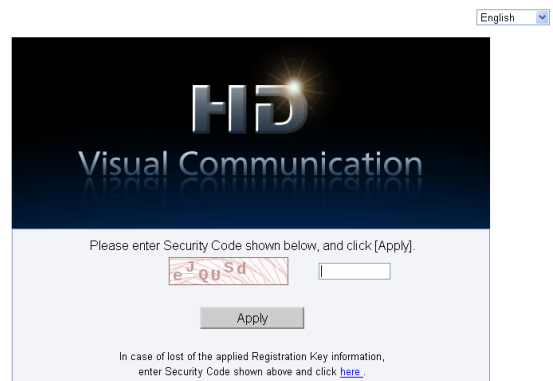 English
HD
Visual Communication
Please enter Security Code shown below, and click [Apply].
eJQUSd
Apply
In case of lost of the applied Registration Key information,
enter Security Code shown above and click here .